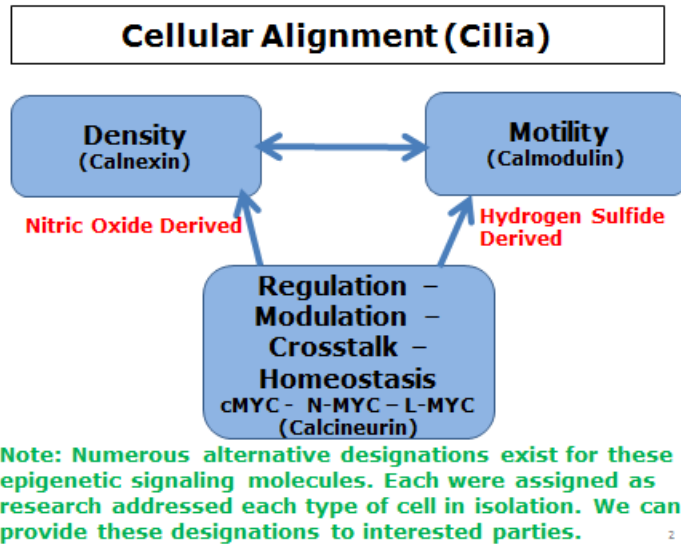 Cellular Alignment (Cilia)
Density
(Calnexin)
Motility
(Calmodulin)
Nitric Oxide Derived
Hydrogen Sulfide
Derived
Regulation –
Modulation –
Crosstalk –
Homeostasis
cMYC - N-MYC – L-MYC
(Calcineurin)
Note: Numerous alternative designations exist for these
epigenetic signaling molecules. Each were assigned as
research addressed each type of cell in isolation. We can
provide these designations to interested parties.
2